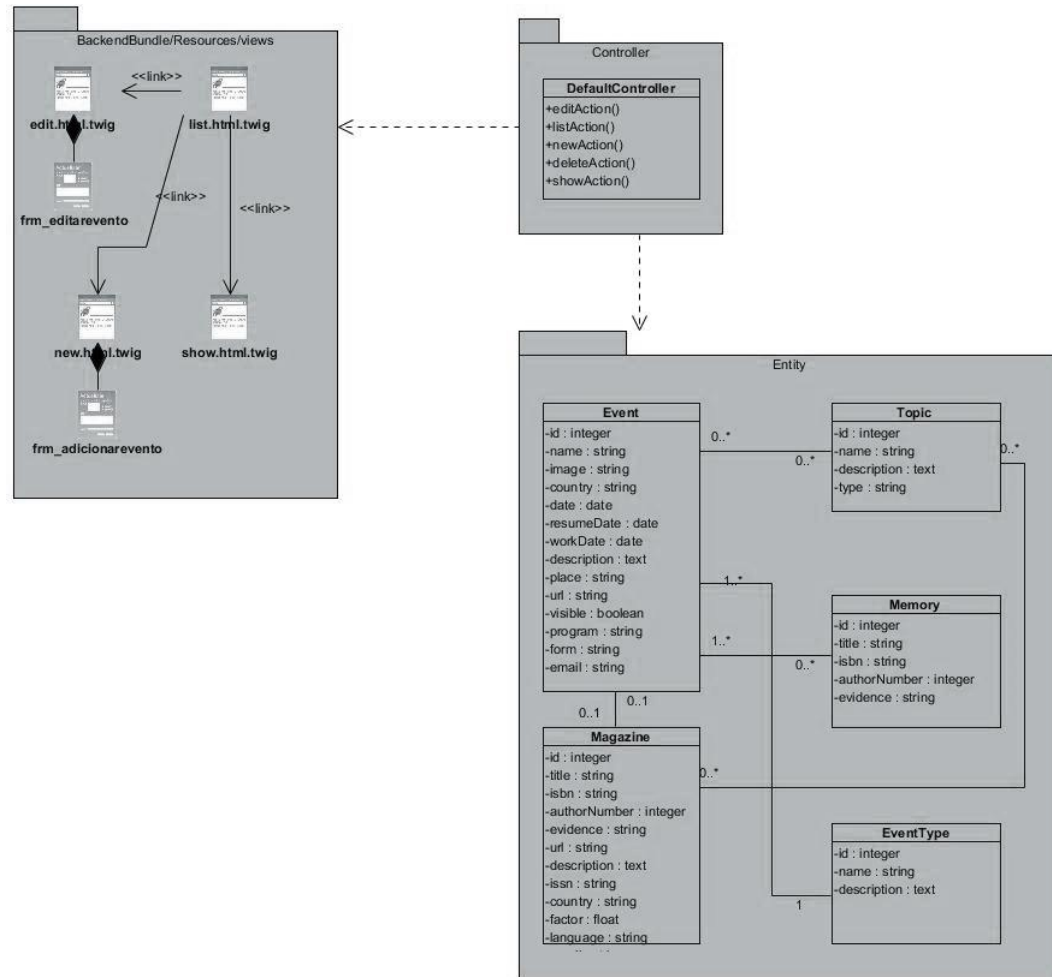 BackendBundle/Resources/views
<<link>>
edit.html.twig
list.html.twig
frm_editarevento
<<link>>
<<link>>
new.html.twig
show.html.twig
frm_adicionarevento
Controller
DefaultController
+editAction()
+listAction()
+newAction()
+deleteAction()
+showAction()
Entity
Event
-id : integer
-name : string
-image : string
-country : string
-date : date
-resumeDate : date
-workDate : date
-description : text
-place : string
-url : string
-visible : boolean
-program : string
-form : string
-email : string
Topic
-id : integer
-name : string
-description : text
-type : string
0..*
0..*
0..*
1..*
1..*
0..*
Memory
-id : integer
-title : string
-isbn : string
-authorNumber : integer
-evidence : string
0..1
0..1
Magazine
-id : integer
-title : string
-isbn : string
-authorNumber : integer
-evidence : string
-url : string
-description : text
-issn : string
-country : string
-factor : float
-language : string
0..*
EventType
-id : integer
-name : string
-description : text
1